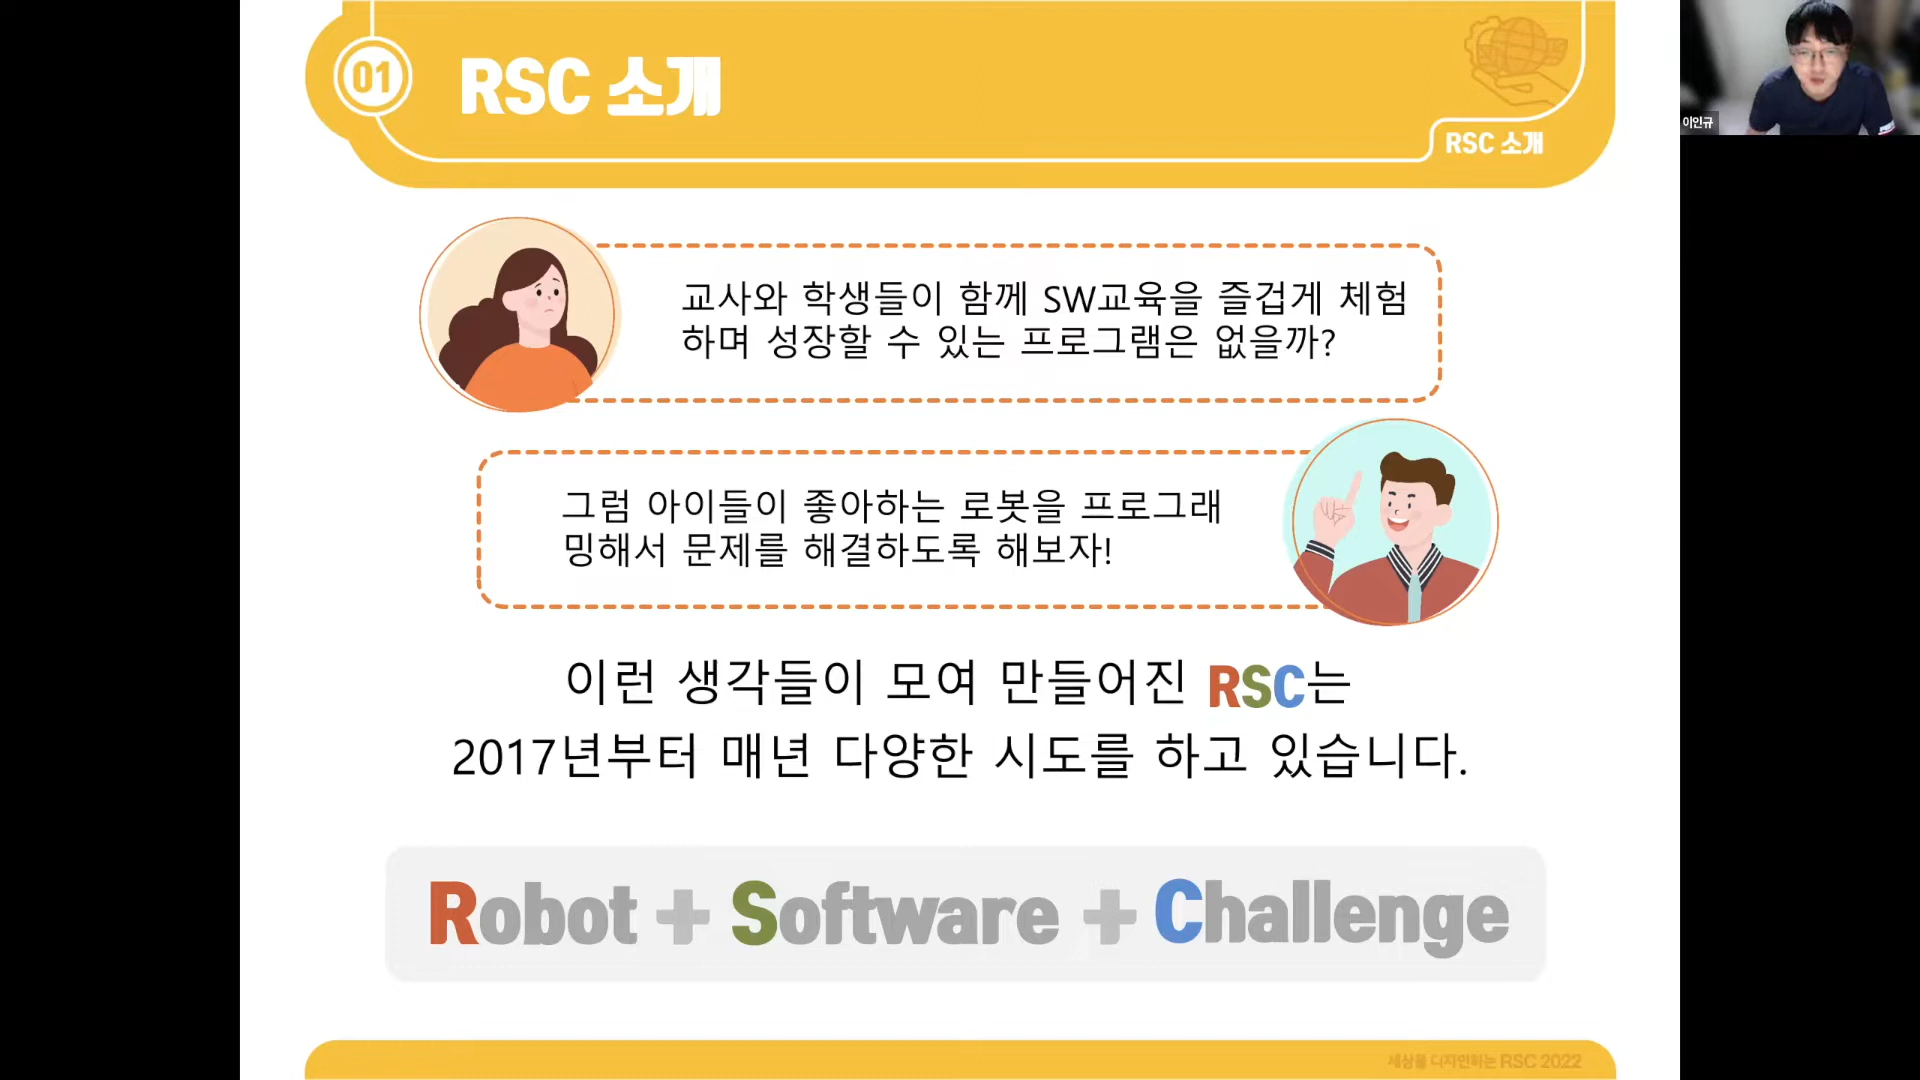 01
RSC 소개
RSC 소개
이인규
교사와 학생들이 함께 SW교육을 즐겁게 체험
하며 성장할 수 있는 프로그램은 없을까?
그럼 아이들이 좋아하는 로봇을 프로그래
밍해서 문제를 해결하도록 해보자!
이런 생각들이 모여 만들어진 RSC는
2017년부터 매년 다양한 시도를 하고 있습니다.
Robot + Software + Challenge
세상을 디자인하는 RSC 2022